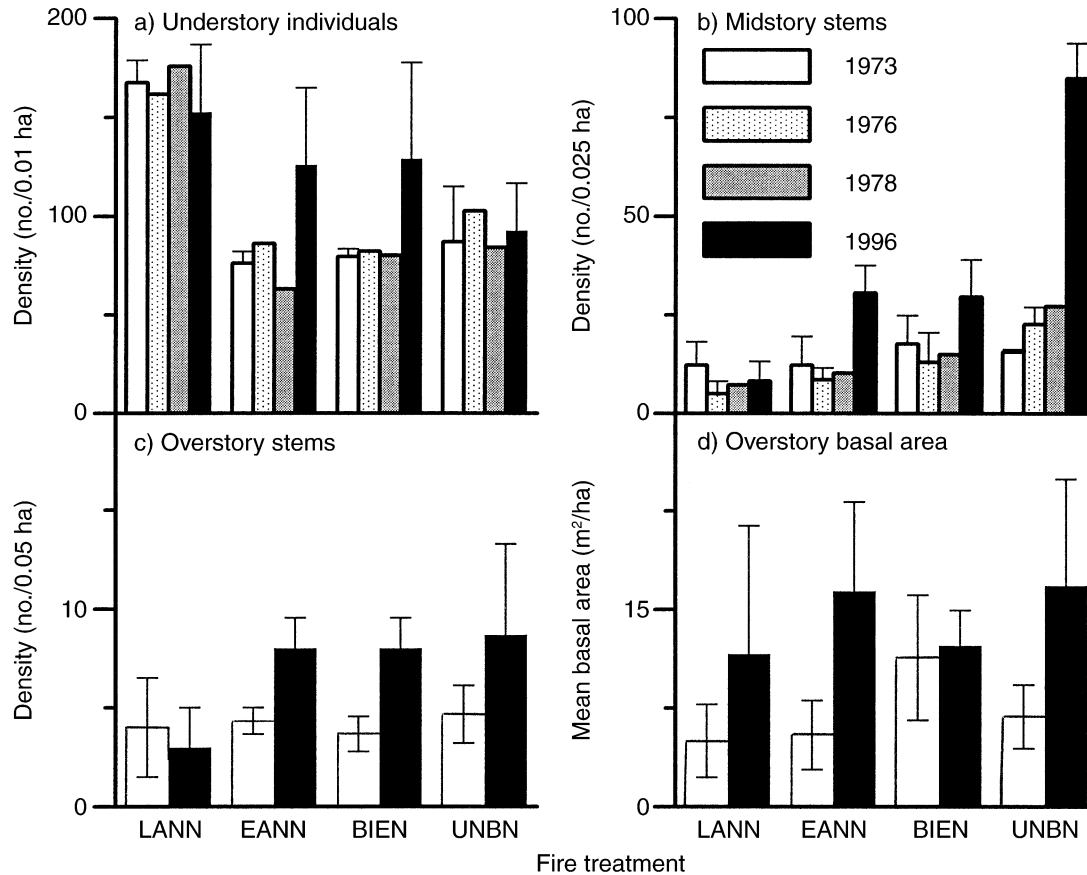 a) Understory individuals
200
100
0
Density (no./0.01 ha)
b) Midstory stems
1973
1976
1978
1996
100
50
0
Density (no./0.025 ha)
c) Overstory stems
10
0
Density (no./0.05 ha)
LANN EANN BIEN UNBN
d) Overstory basal area
15
0
Mean basal area (m²/ha)
LANN EANN BIEN UNBN
Fire treatment